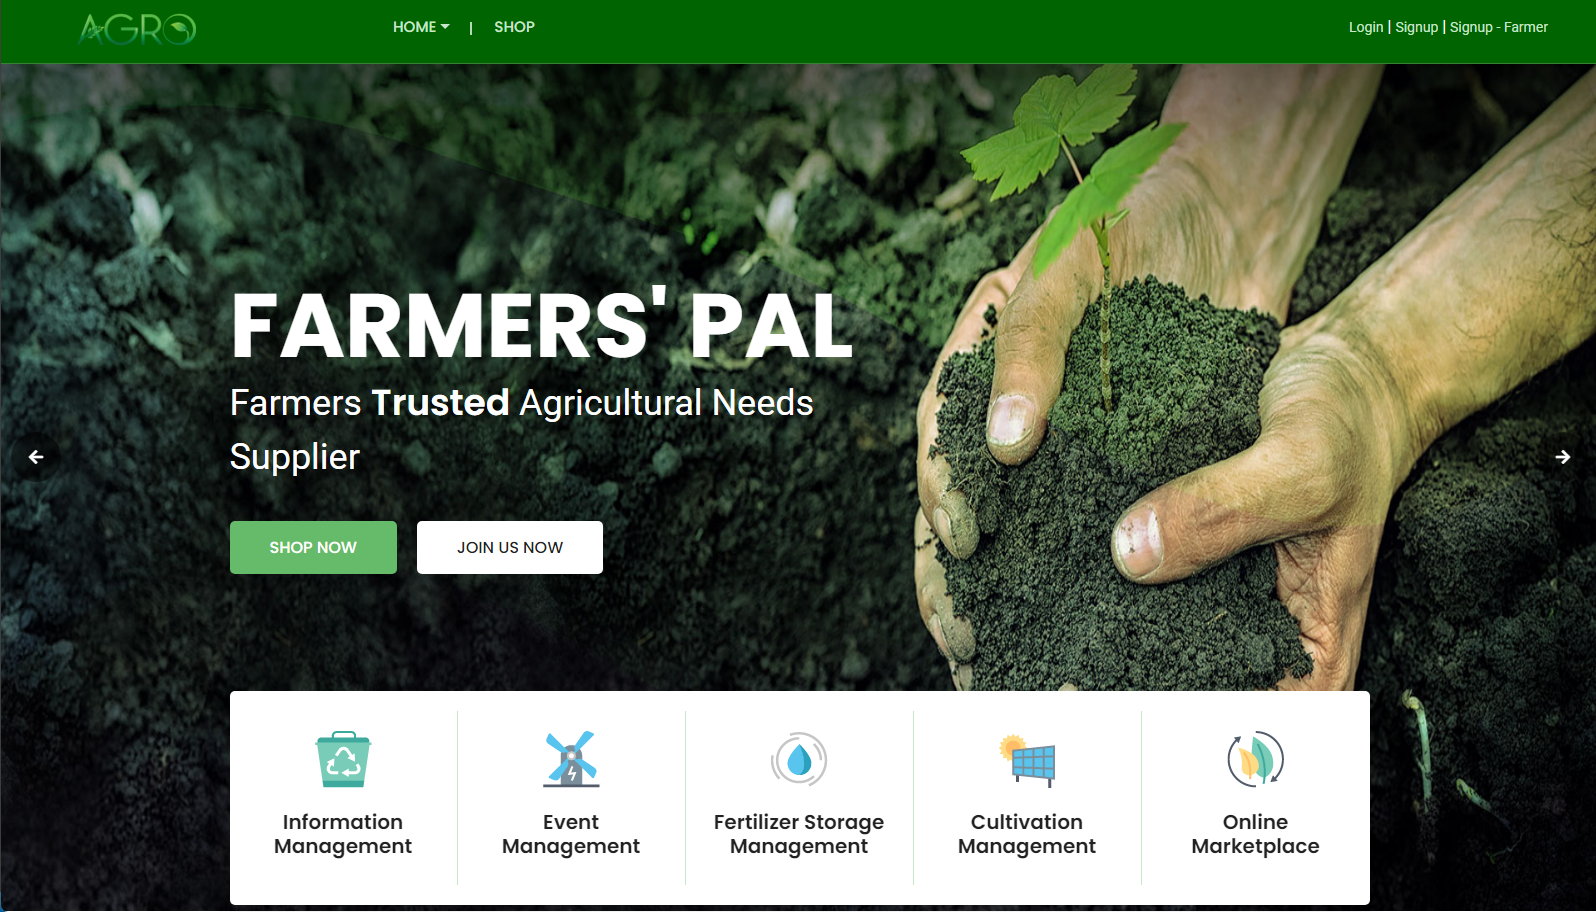 AGRO
HOME | SHOP
Login | Signup | Signup - Farmer
FARMERS' PAL
Farmers Trusted Agricultural Needs
Supplier
SHOP NOW
JOIN US NOW
Information
Management
Event
Management
Fertilizer Storage
Management
Cultivation
Management
Online
Marketplace